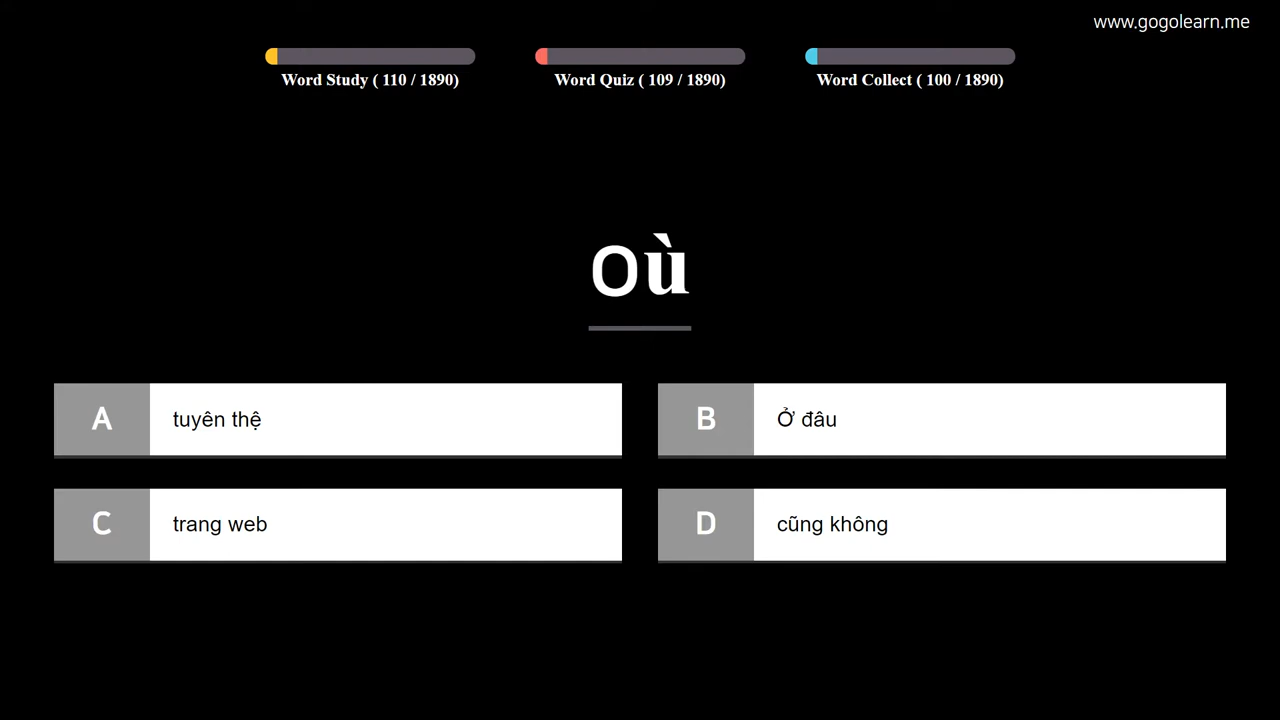 www.gogolearn.me
Word Study ( 110 / 1890)
Word Quiz ( 109 / 1890)
Word Collect ( 100 / 1890)
où
A tuyên thệ
B Ở đâu
C trang web
D cũng không